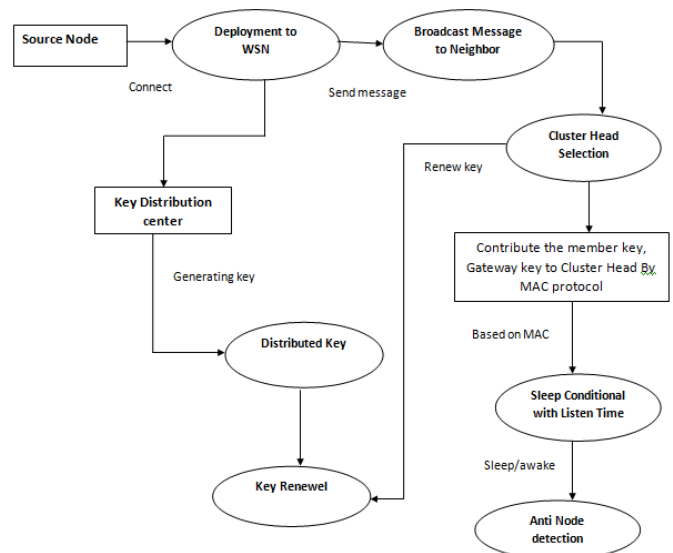 Source Node
Deployment to
WSN
Broadcast Message
to Neighbor
Connect
Send message
Cluster Head
Selection
Renew key
Key Distribution
center
Contribute the member key,
Gateway key to Cluster Head By
MAC protocol
Generating key
Based on MAC
Distributed Key
Sleep Conditional
with Listen Time
Sleep/awake
Key Renewel
Anti Node
detection